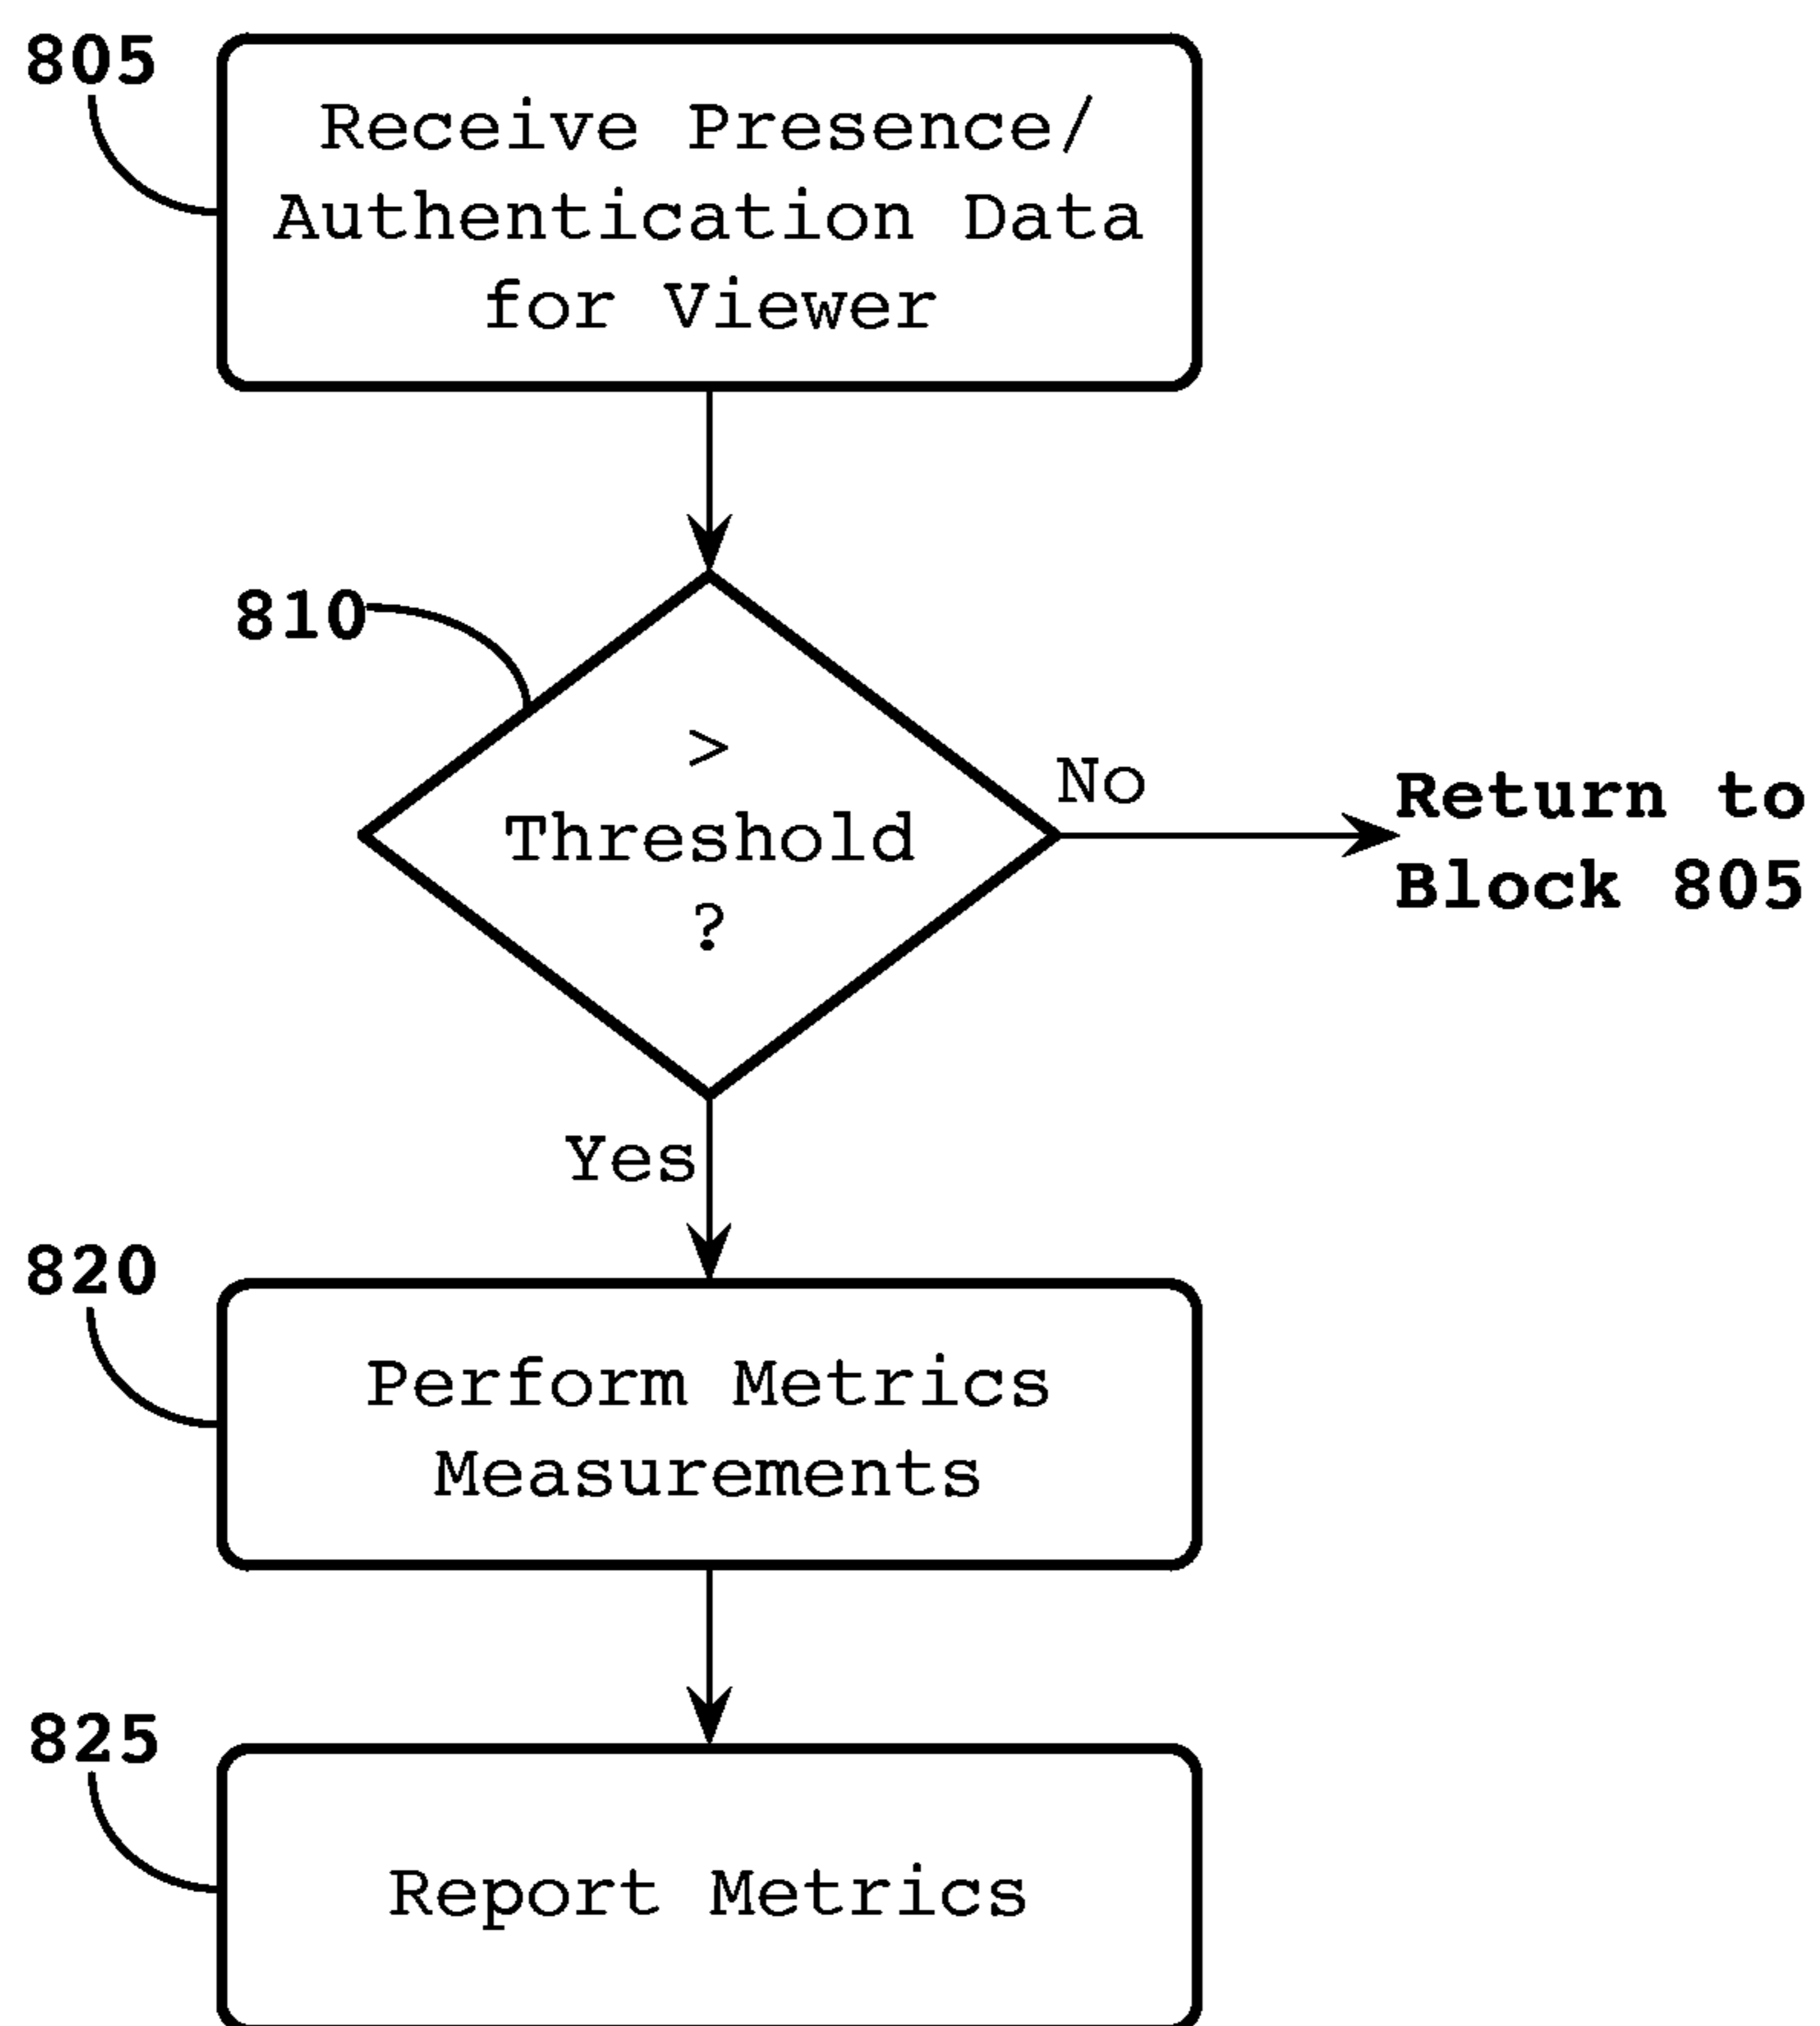 805
Receive Presence/
Authentication Data
for Viewer
810
>
Threshold
?
No
Return to
Block 805
Yes
820
Perform Metrics
Measurements
825
Report Metrics